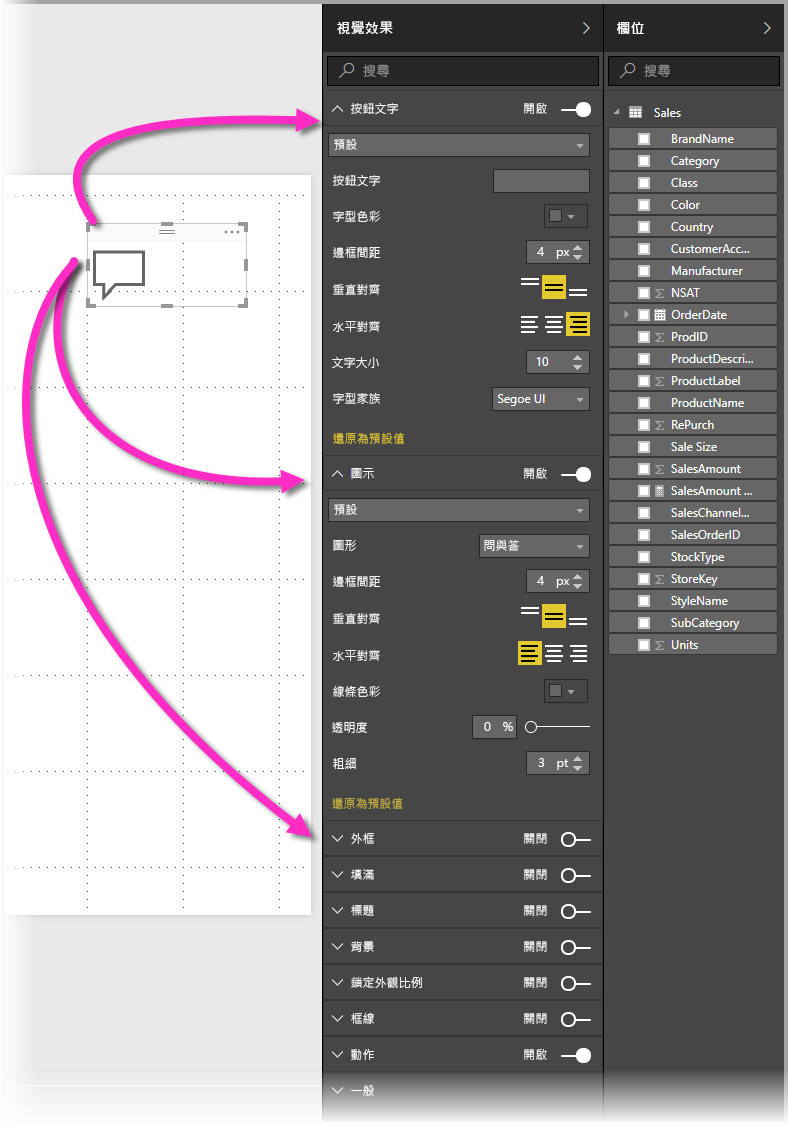 視覺效果
搜尋
按鈕文字 開啟
預設
按鈕文字
字型色彩
邊框間距 4 px
垂直對齊
水平對齊
文字大小 10
字型家族 Segoe UI
還原為預設值
圖示 開啟
預設
圖形 問與答
邊框間距 4 px
垂直對齊
水平對齊
線條色彩
透明度 0 %
粗細 3 pt
還原為預設值
外框 關閉
填滿 關閉
標題 關閉
背景 關閉
鎖定外觀比例 關閉
框線 關閉
動作 開啟
一般
欄位
搜尋
Sales
BrandName
Category
Class
Color
Country
CustomerAcc...
Manufacturer
NSAT
OrderDate
ProdID
ProductDescri...
ProductLabel
ProductName
RePurch
Sale Size
SalesAmount
SalesAmount ...
SalesChannel...
SalesOrderID
StockType
StoreKey
StyleName
SubCategory
Units